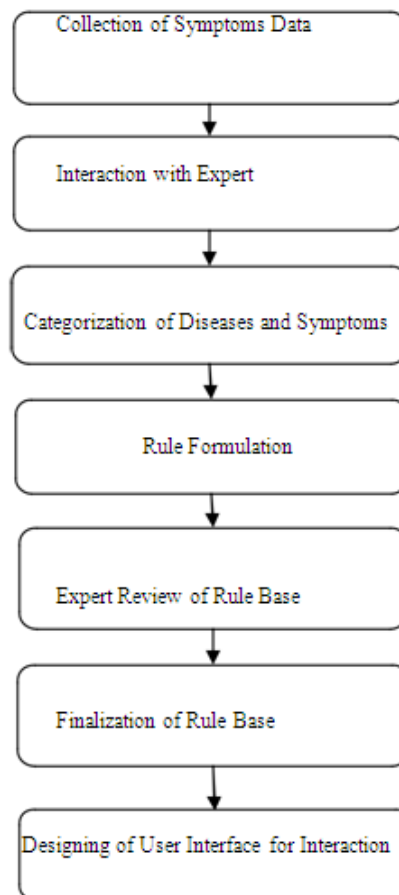 Collection of Symptoms Data
Interaction with Expert
Categorization of Diseases and Symptoms
Rule Formulation
Expert Review of Rule Base
Finalization of Rule Base
Designing of User Interface for Interaction